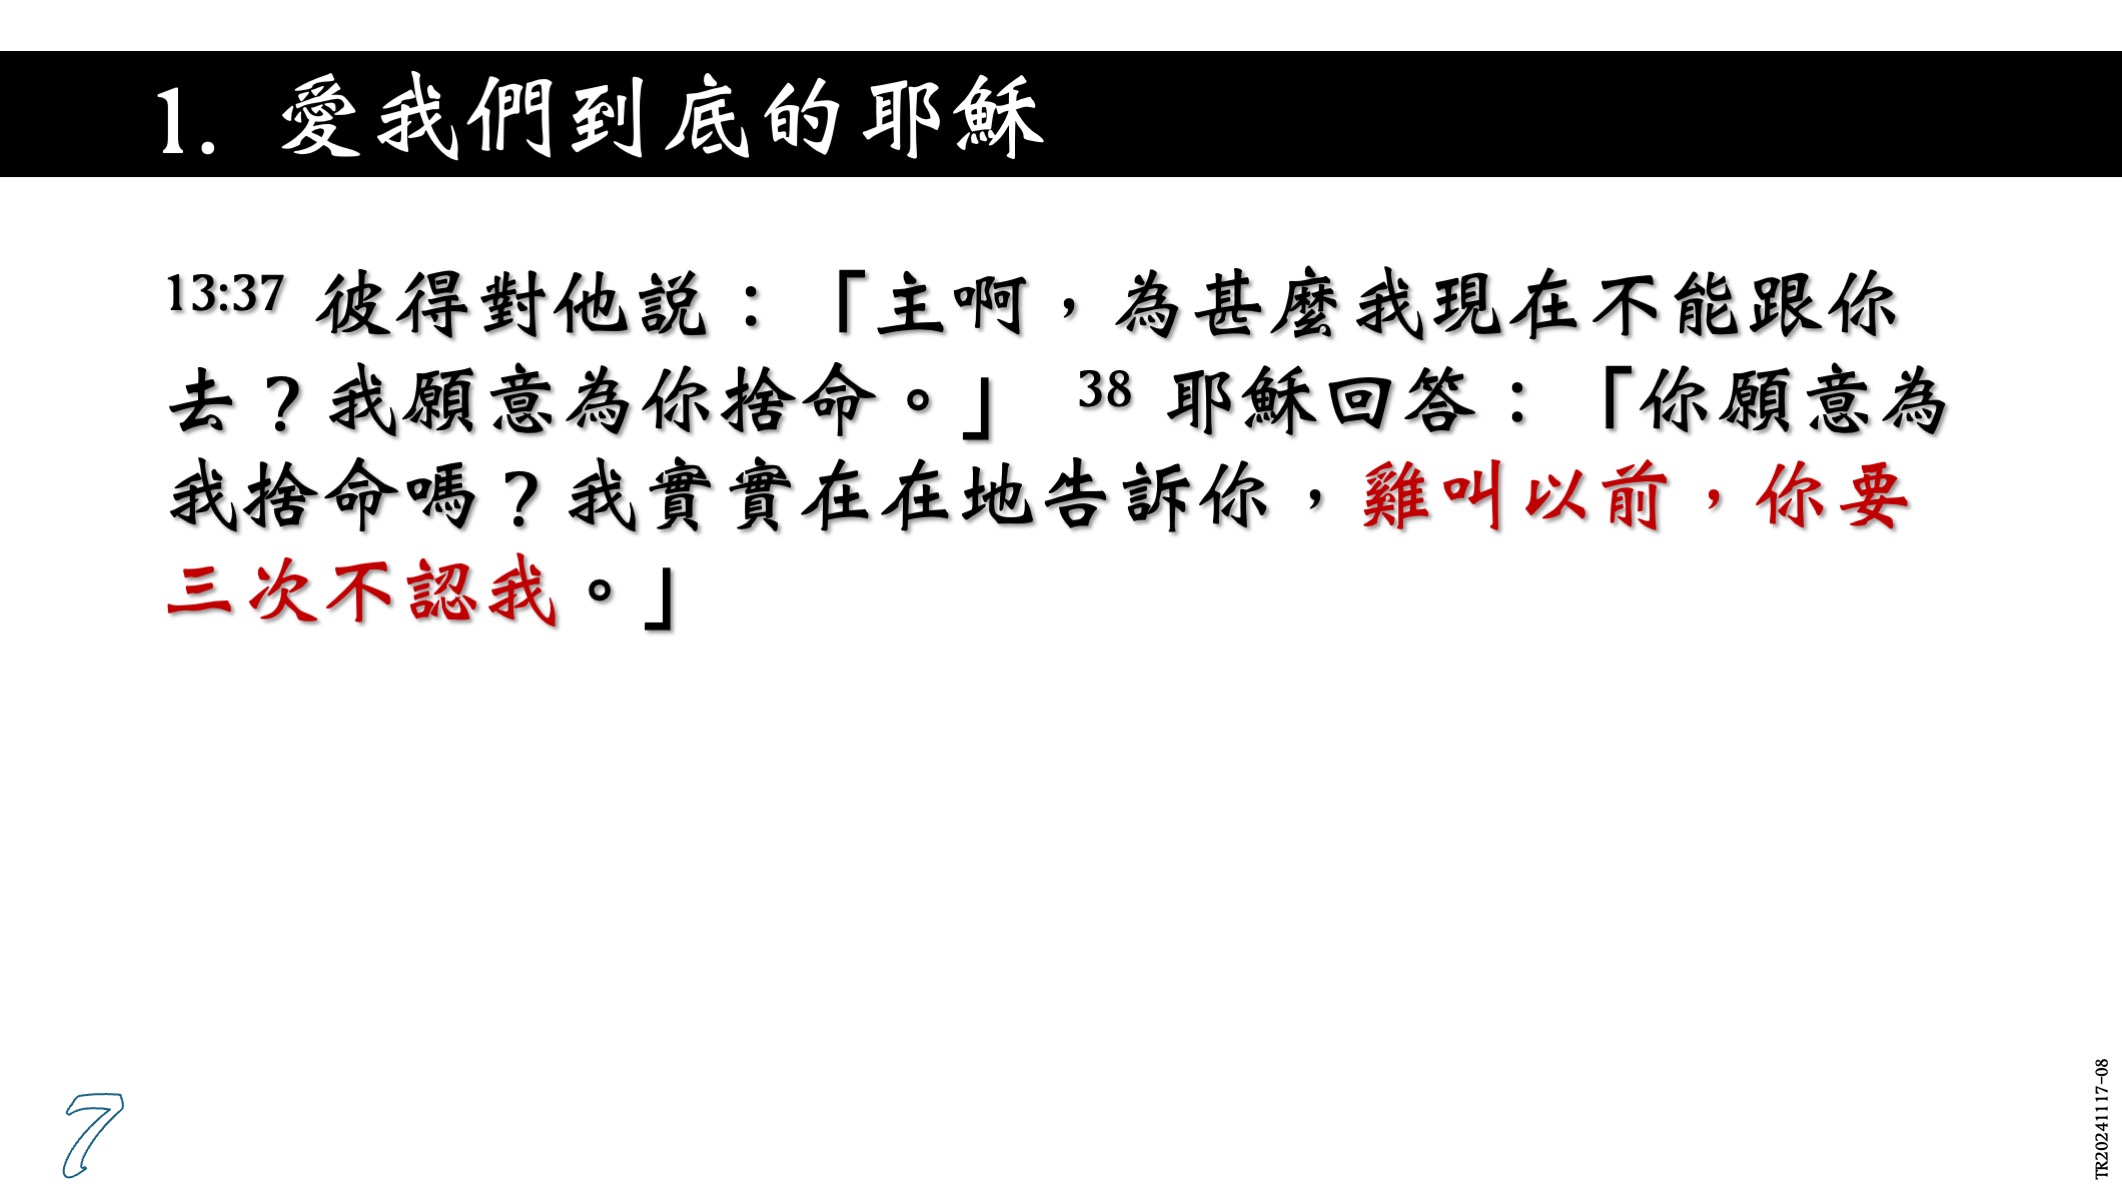 1. 愛我們到底的耶穌
13:37 彼得對他説：「主啊，為甚麼我現在不能跟你
去？我願意為你捨命。」 38 耶穌回答：「你願意為
我捨命嗎？我實實在在地告訴你，雞叫以前，你要
三次不認我。」
7
TR20241117-08